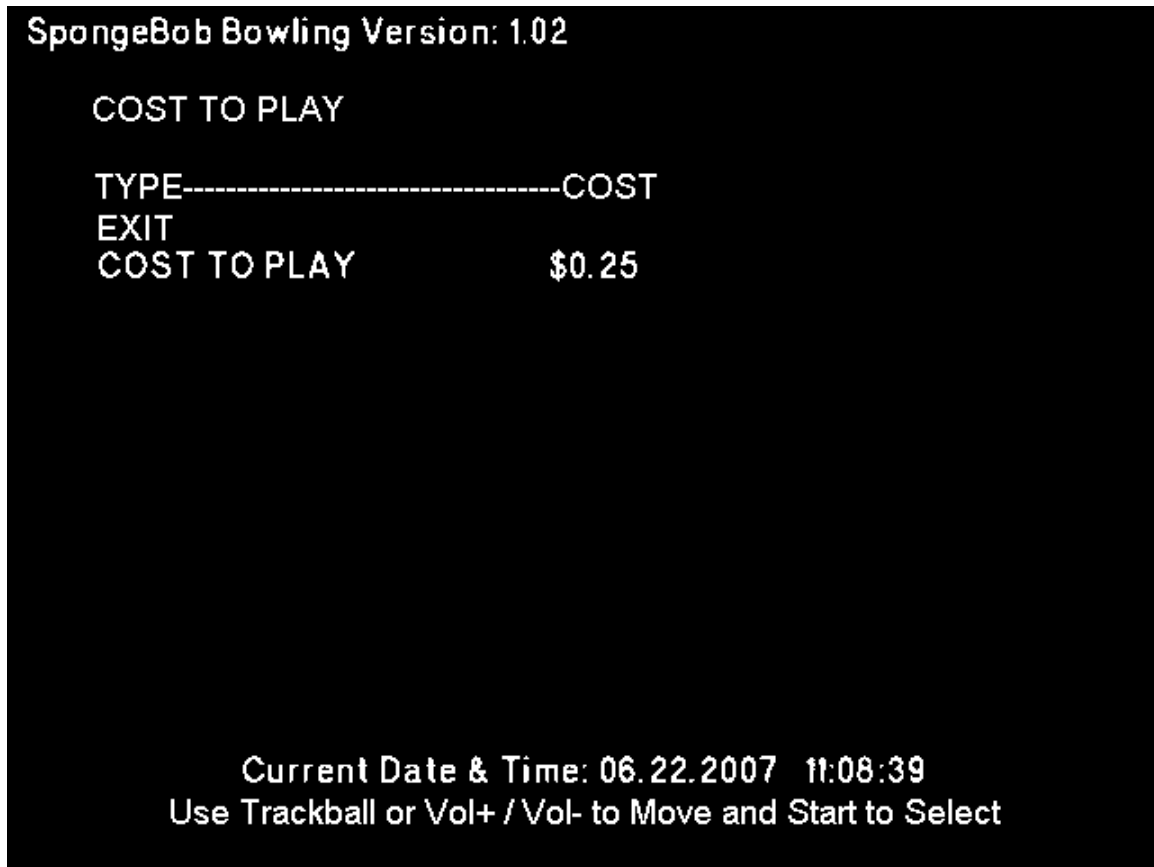 SpongeBob Bowling Version: 1.02
COST TO PLAY
TYPE-----------------------------------COST
EXIT
COST TO PLAY $0.25
Current Date & Time: 06.22.2007 11:08:39
Use Trackball or Vol+ / Vol- to Move and Start to Select